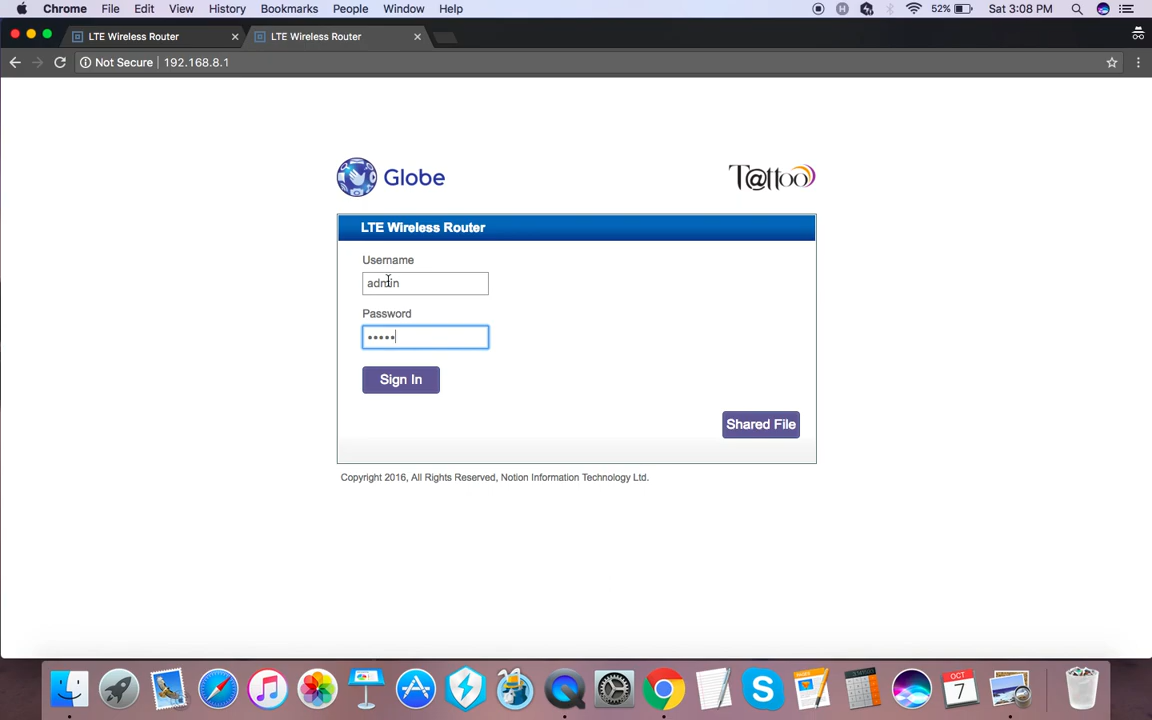 Chrome File Edit View History Bookmarks People Window Help 52% Sat 3:08 PM
LTE Wireless Router LTE Wireless Router
Not Secure 192.168.8.1
Globe T@ttoo
LTE Wireless Router
Username
admin
Password
•••••
Sign In
Shared File
Copyright 2016, All Rights Reserved, Notion Information Technology Ltd.
OCT
7